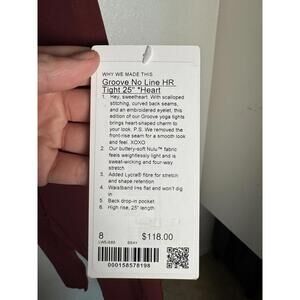 WHY WE MADE THIS
Groove No Line HR
Tight 25" *Heart
1. Hey, sweetheart. With scalloped
stitching, curved back seams,
and an embroidered eyelet, this
edition of our Groove yoga tights
brings heart-shaped charm to
your look. P.S. We removed the
front-rise seam for a smooth look
and feel. XOXO
2. Our buttery-soft Nulu™ fabric
feels weightlessly light and is
sweat-wicking and four-way
stretch
3. Added Lycra® fibre for stretch
and shape retention
4. Waistband lies flat and won't dig
in
5. Back drop-in pocket
6. High rise, 25" length
8 $118.00
000158578198